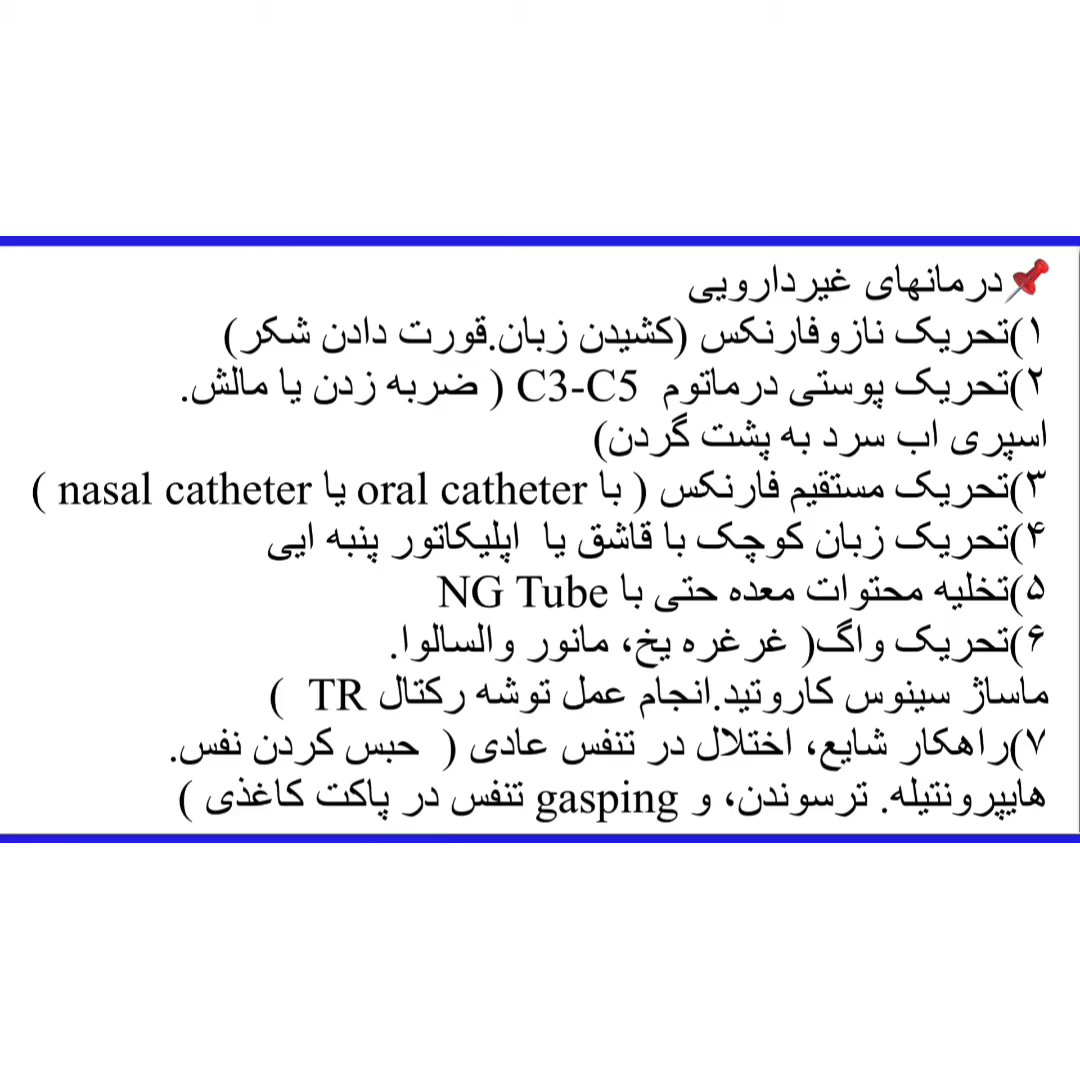 📌درمانهای غیردارویی
۱)تحریک نازوفارنکس (کشیدن زبان.قورت دادن شکر)
۲)تحریک پوستی درماتوم C3-C5 ( ضربه زدن یا مالش.
اسپری اب سرد به پشت گردن)
۳)تحریک مستقیم فارنکس ( با oral catheter یا nasal catheter )
۴)تحریک زبان کوچک با قاشق یا اپلیکاتور پنبه ایی
۵)تخلیه محتوات معده حتی با NG Tube
۶)تحریک واگ( غرغره یخ، مانور والسالوا.
ماساژ سینوس کاروتید.انجام عمل توشه رکتال TR )
۷)راهکار شایع، اختلال در تنفس عادی ( حبس کردن نفس.
هایپرونتیله. ترسوندن، و gasping تنفس در پاکت کاغذی )